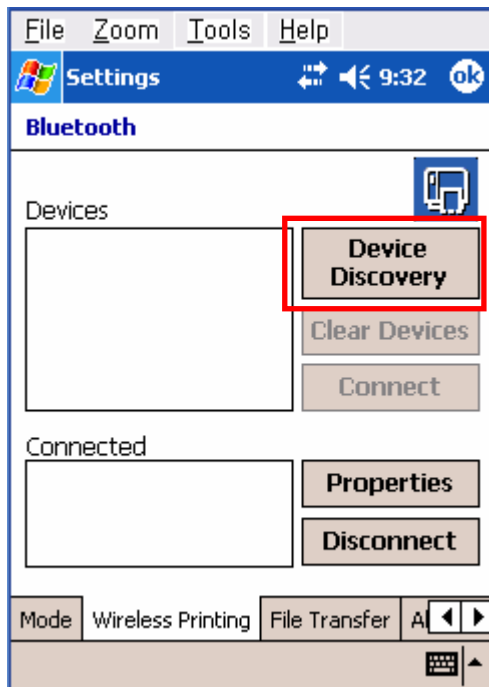 File Zoom Tools Help
Settings 9:32 ok
Bluetooth
Devices
Device
Discovery
Clear Devices
Connect
Connected
Properties
Disconnect
Mode Wireless Printing File Transfer